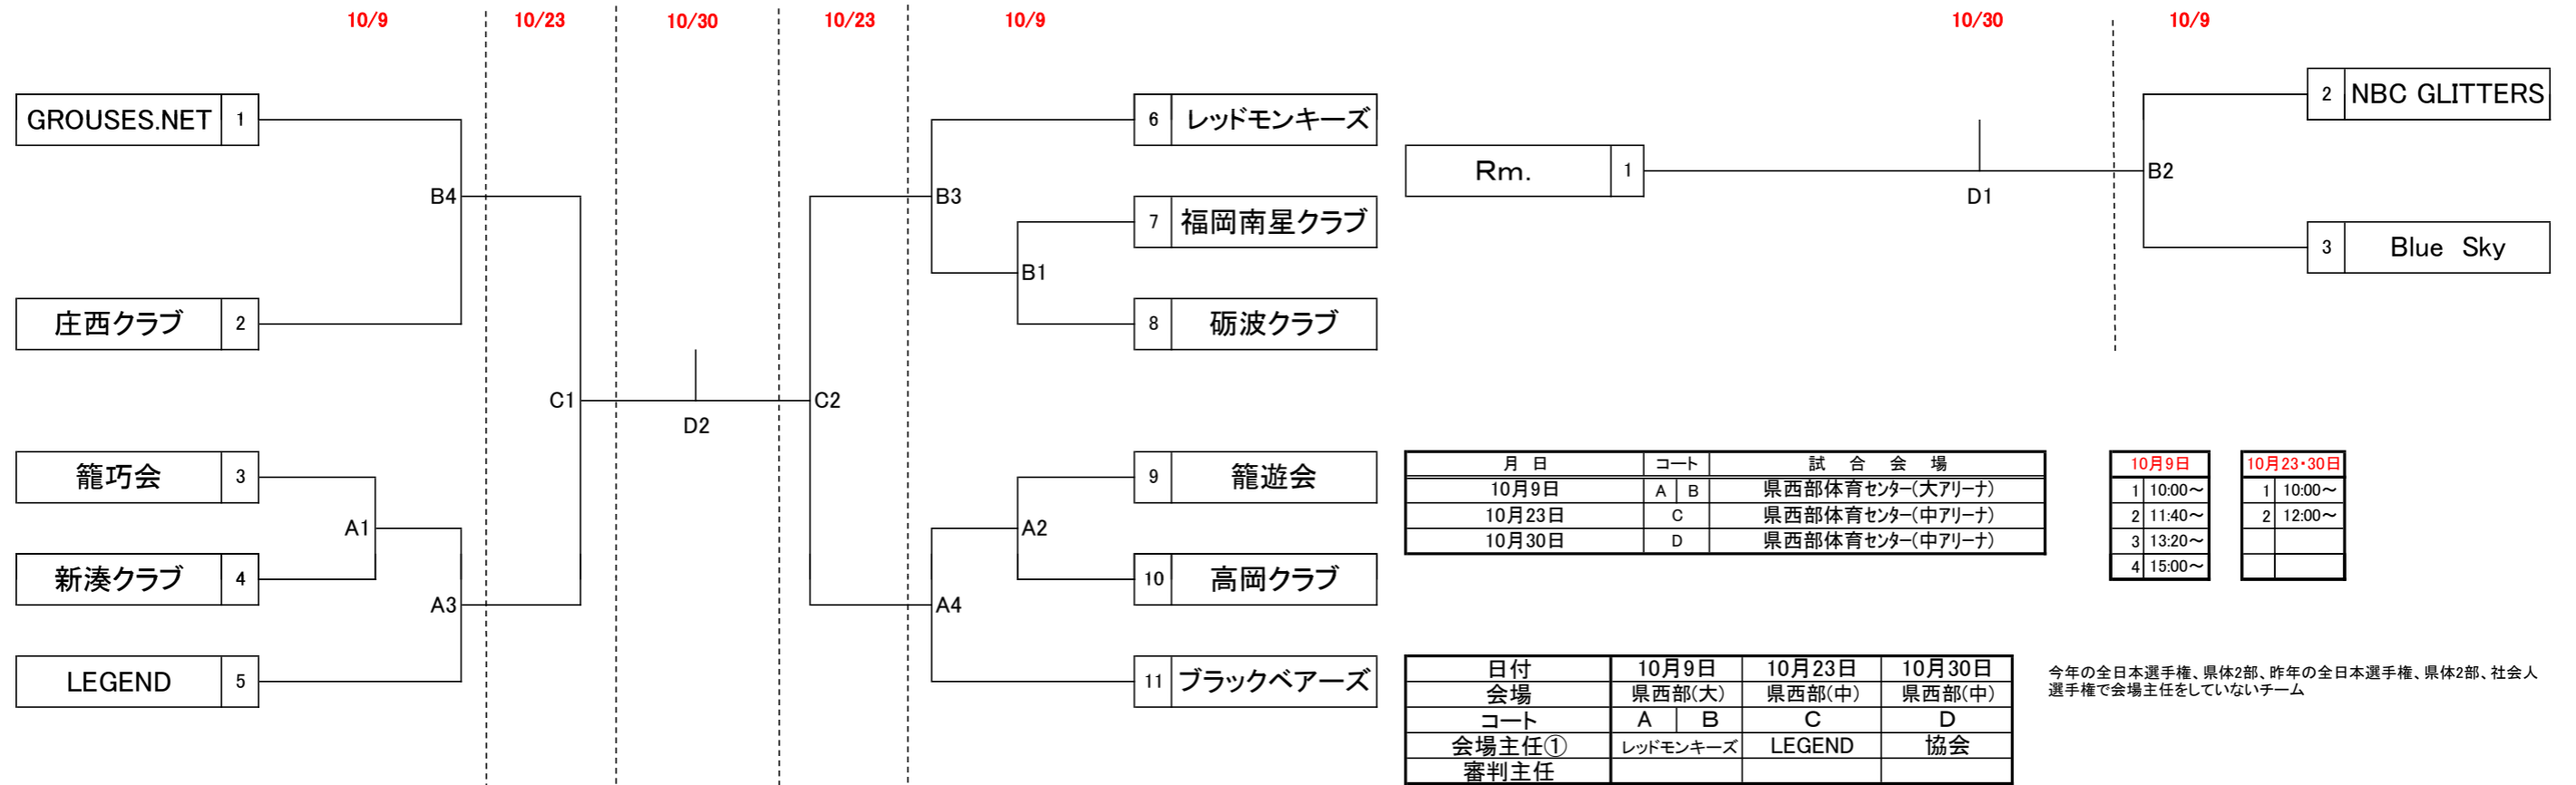 10/9 10/23 10/30 10/23 10/9 10/30 10/9
GROUSES.NET 1
庄西クラブ 2
籠巧会 3
新湊クラブ 4
LEGEND 5
B4
A1
A3
C1
D2
C2
B3
B1
A2
A4
6 レッドモンキーズ
7 福岡南星クラブ
8 砺波クラブ
9 籠遊会
10 高岡クラブ
11 ブラックベアーズ
Rm. 1
D1
B2
2 NBC GLITTERS
3 Blue Sky
月 日 コート 試 合 会 場
10月9日 A B 県西部体育センター(大アリーナ)
10月23日 C 県西部体育センター(中アリーナ)
10月30日 D 県西部体育センター(中アリーナ)
10月9日
1 10:00～
2 11:40～
3 13:20～
4 15:00～
10月23・30日
1 10:00～
2 12:00～
日付 10月9日 10月23日 10月30日
会場 県西部(大) 県西部(中) 県西部(中)
コート A B C D
会場主任① レッドモンキーズ LEGEND 協会
審判主任
今年の全日本選手権、県体2部、昨年の全日本選手権、県体2部、社会人
選手権で会場主任をしていないチーム